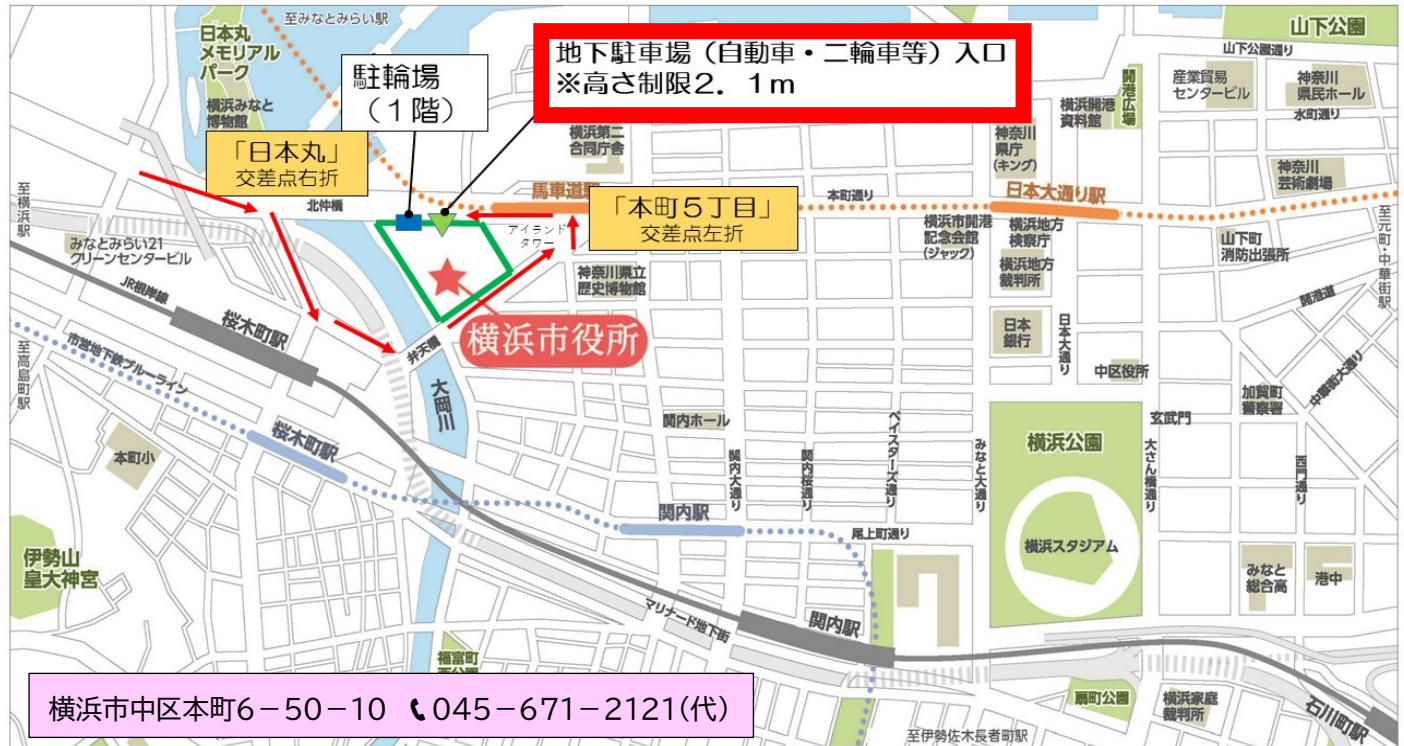 至みなとみらい駅
日本丸
メモリアル
パーク
横浜みなと
博物館
駐輪場
(1階)
地下駐車場(自動車・二輪車等)入口
※高さ制限2.1m
「日本丸」
交差点右折
「本町5丁目」
交差点左折
横浜第二
合同庁舎
馬車道
本町通り
日本大通り駅
北仲橋
アイランド
タワー
神奈川県立
歴史博物館
横浜市役所
弁天橋
大岡川
至横浜駅
みなとみらい21
クリーンセンタービル
JR根岸線
桜木町駅
市営地下鉄ブルーライン
至高島町駅
桜木町駅
本町小
伊勢山
皇大神宮
山下公園
山下公園通り
産業貿易
センタービル
神奈川
県民ホール
水町通り
開港広場
横浜開港
資料館
神奈川
県庁
(キング)
神奈川
芸術劇場
横浜市開港
記念会館
(ジャック)
横浜地方
検察庁
横浜地方
裁判所
山下町
消防出張所
至元町・中華街駅
開港道
日本
銀行
日本大通り
中区役所
加賀町
警察署
中華街大通り
玄武門
関内ホール
関内大通り
関内桜通り
ベイスターズ通り
みなと大通り
横浜公園
大さん橋通り
西門通り
関内駅
尾上町通り
横浜スタジアム
みなと
総合高
港中
マリナード地下街
関内駅
福富町
扇町公園
横浜家庭
裁判所
石川町駅
至伊勢佐木長者町駅
横浜市中区本町6-50-10 045-671-2121(代)